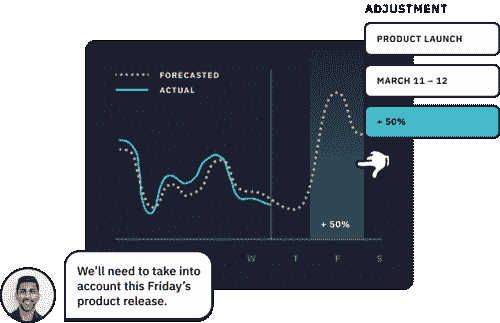 ADJUSTMENT
PRODUCT LAUNCH
MARCH 11 – 12
+ 50%
FORECASTED
ACTUAL
+ 50%
W T F S
We'll need to take into
account this Friday's
product release.